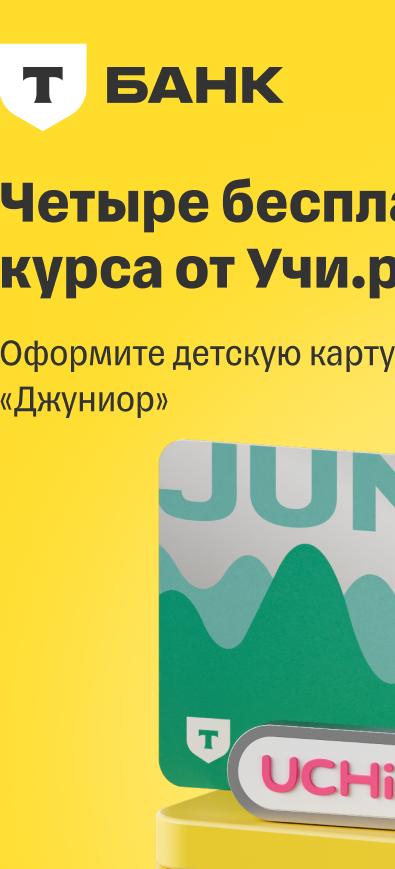 Т БАНК
Четыре беспла
курса от Учи.р
Оформите детскую карту
«Джуниор»
JUN
Т
UCHi